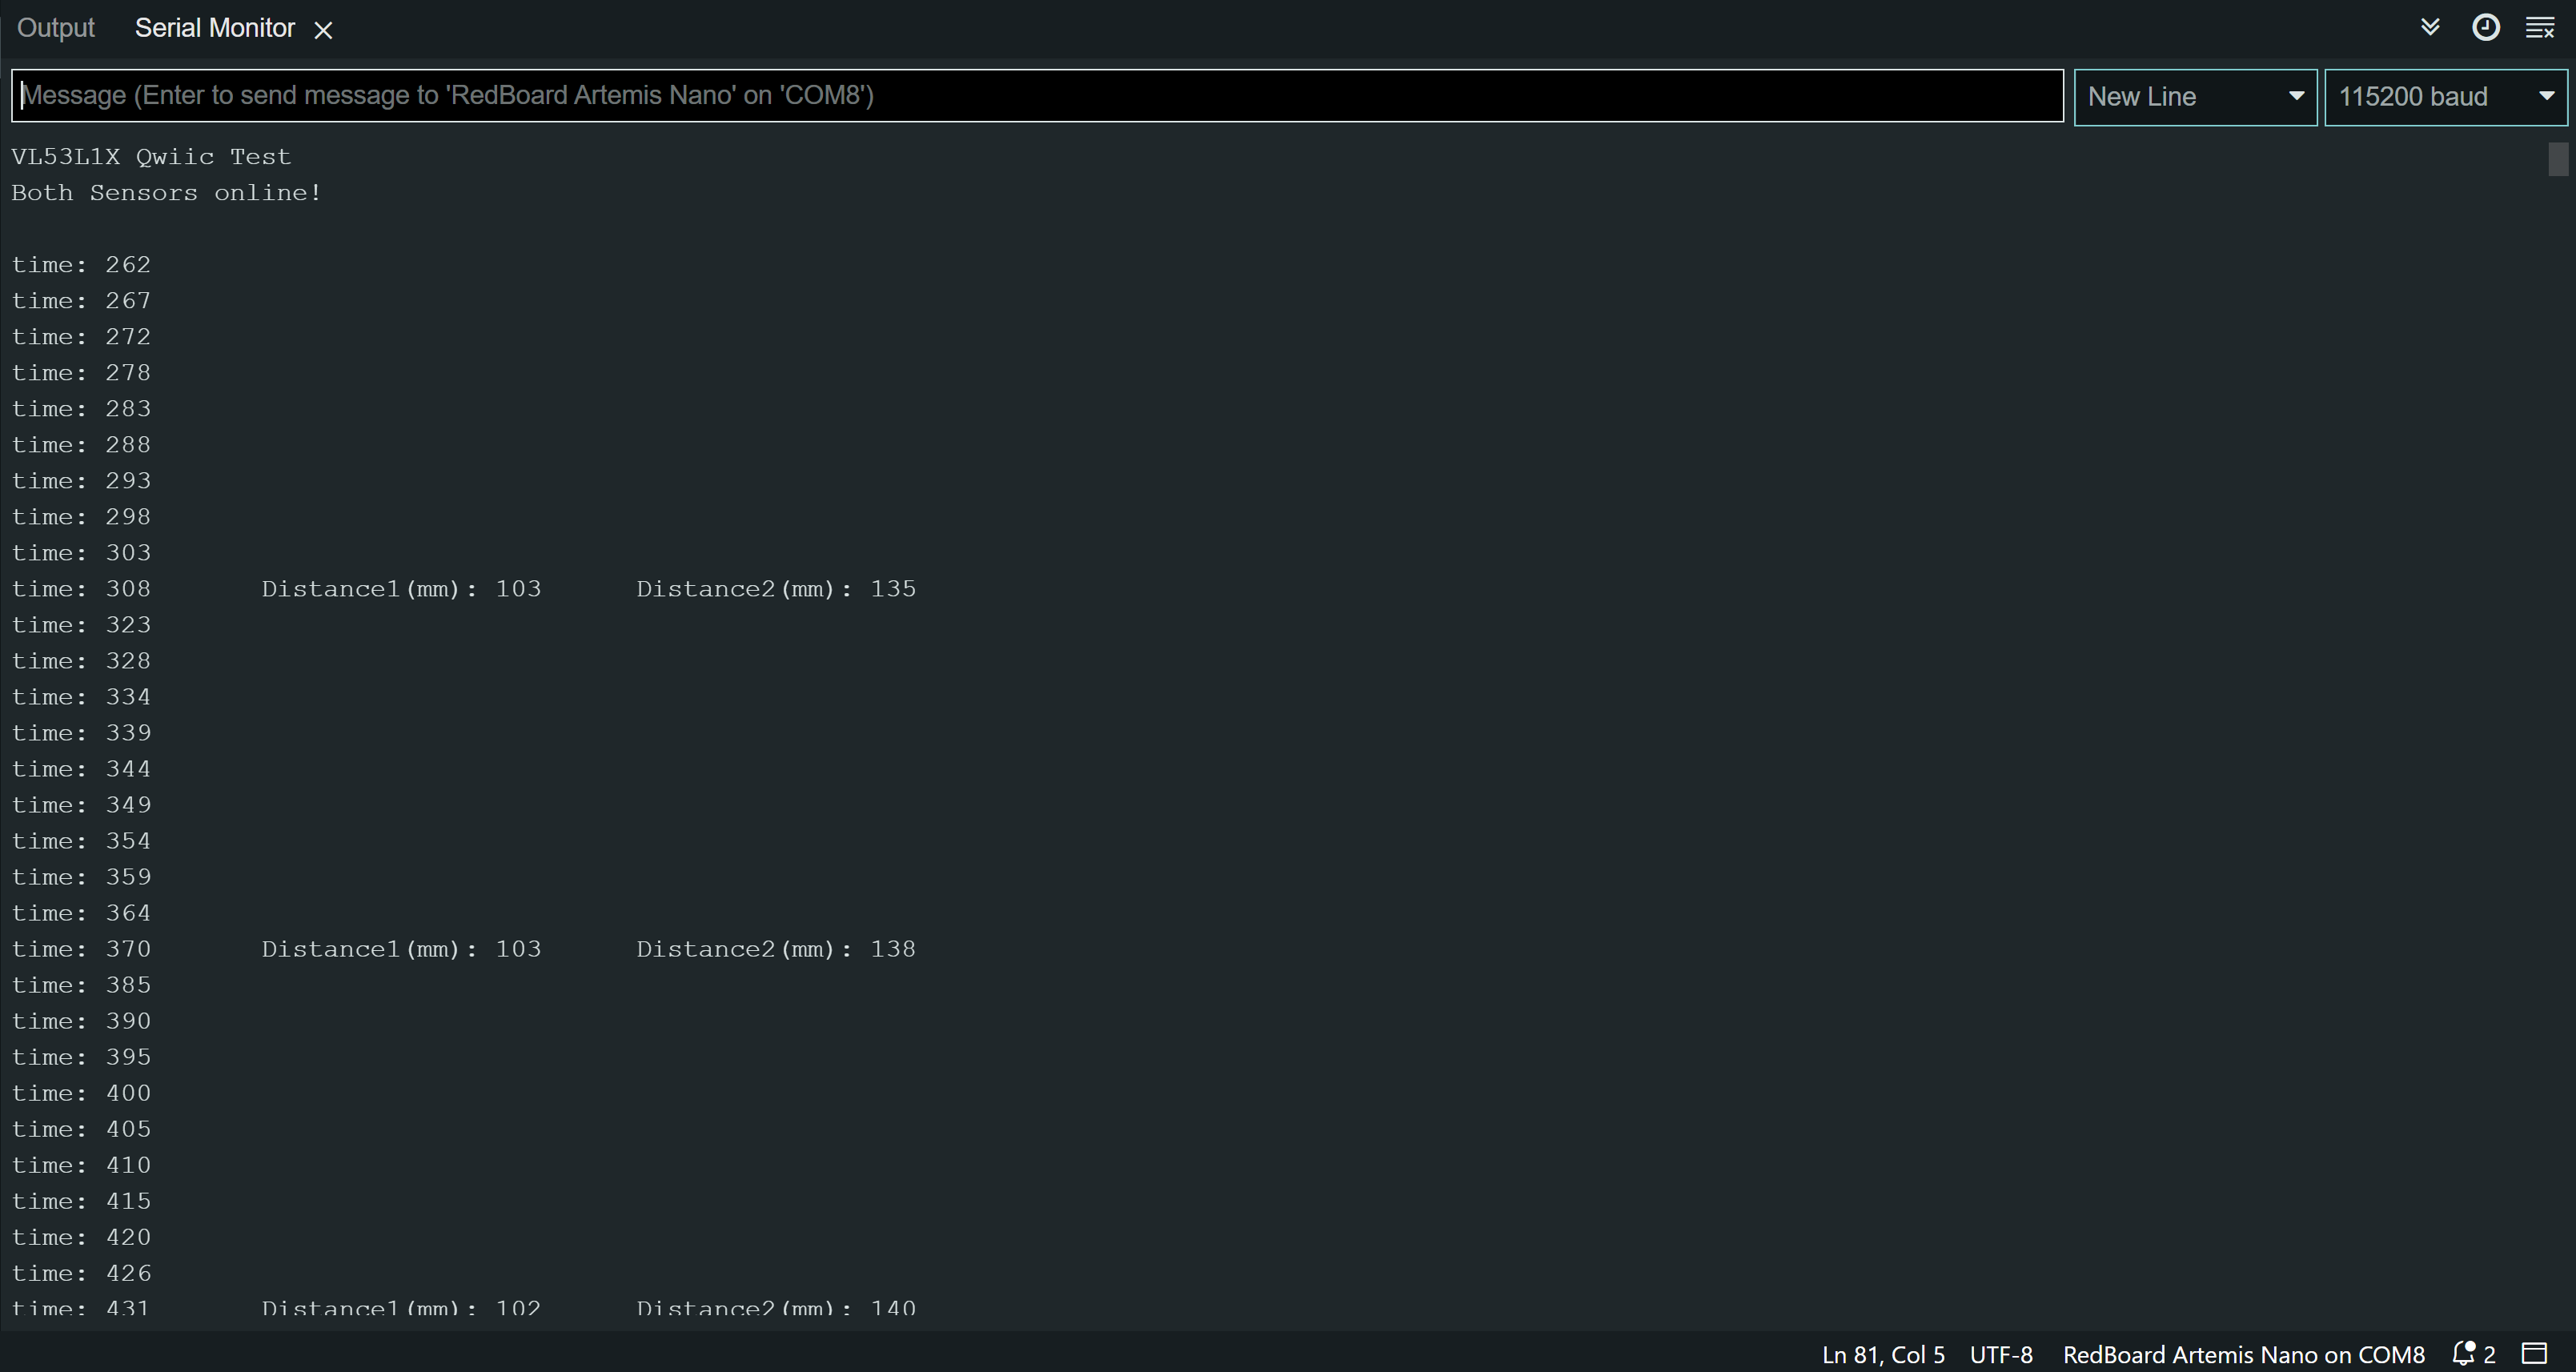 Output Serial Monitor
Message (Enter to send message to 'RedBoard Artemis Nano' on 'COM8') New Line 115200 baud
VL53L1X Qwiic Test
Both Sensors online!
time: 262
time: 267
time: 272
time: 278
time: 283
time: 288
time: 293
time: 298
time: 303
time: 308 Distance1(mm): 103 Distance2(mm): 135
time: 323
time: 328
time: 334
time: 339
time: 344
time: 349
time: 354
time: 359
time: 364
time: 370 Distance1(mm): 103 Distance2(mm): 138
time: 385
time: 390
time: 395
time: 400
time: 405
time: 410
time: 415
time: 420
time: 426
time: 431 Distance1(mm): 102 Distance2(mm): 140
Ln 81, Col 5 UTF-8 RedBoard Artemis Nano on COM8 2